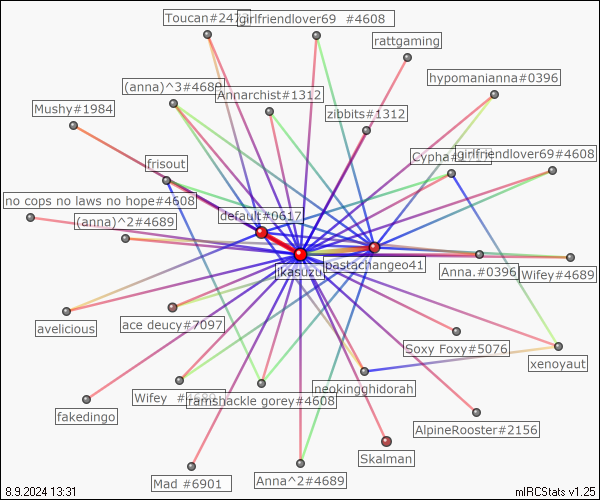 Toucan#247
girlfriendlover69 #4608
rattgaming
hypomanianna#0396
(anna)^3#4689
Annarchist#1312
Mushy#1984
zibbits#1312
frisout
Cypha
girlfriendlover69#4608
no cops no laws no hope#4608
(anna)^2#4689
default#0617
ikasuzu
pastachangeo41
Anna.#0396
Wifey#4689
avelicious
ace deucy#7097
Soxy Foxy#5076
xenoyaut
Wifey
ramshackle gorey#4608
neokingghidorah
fakedingo
AlpineRooster#2156
Skalman
Mad #6901
Anna^2#4689
8.9.2024 13:31
mIRCStats v1.25